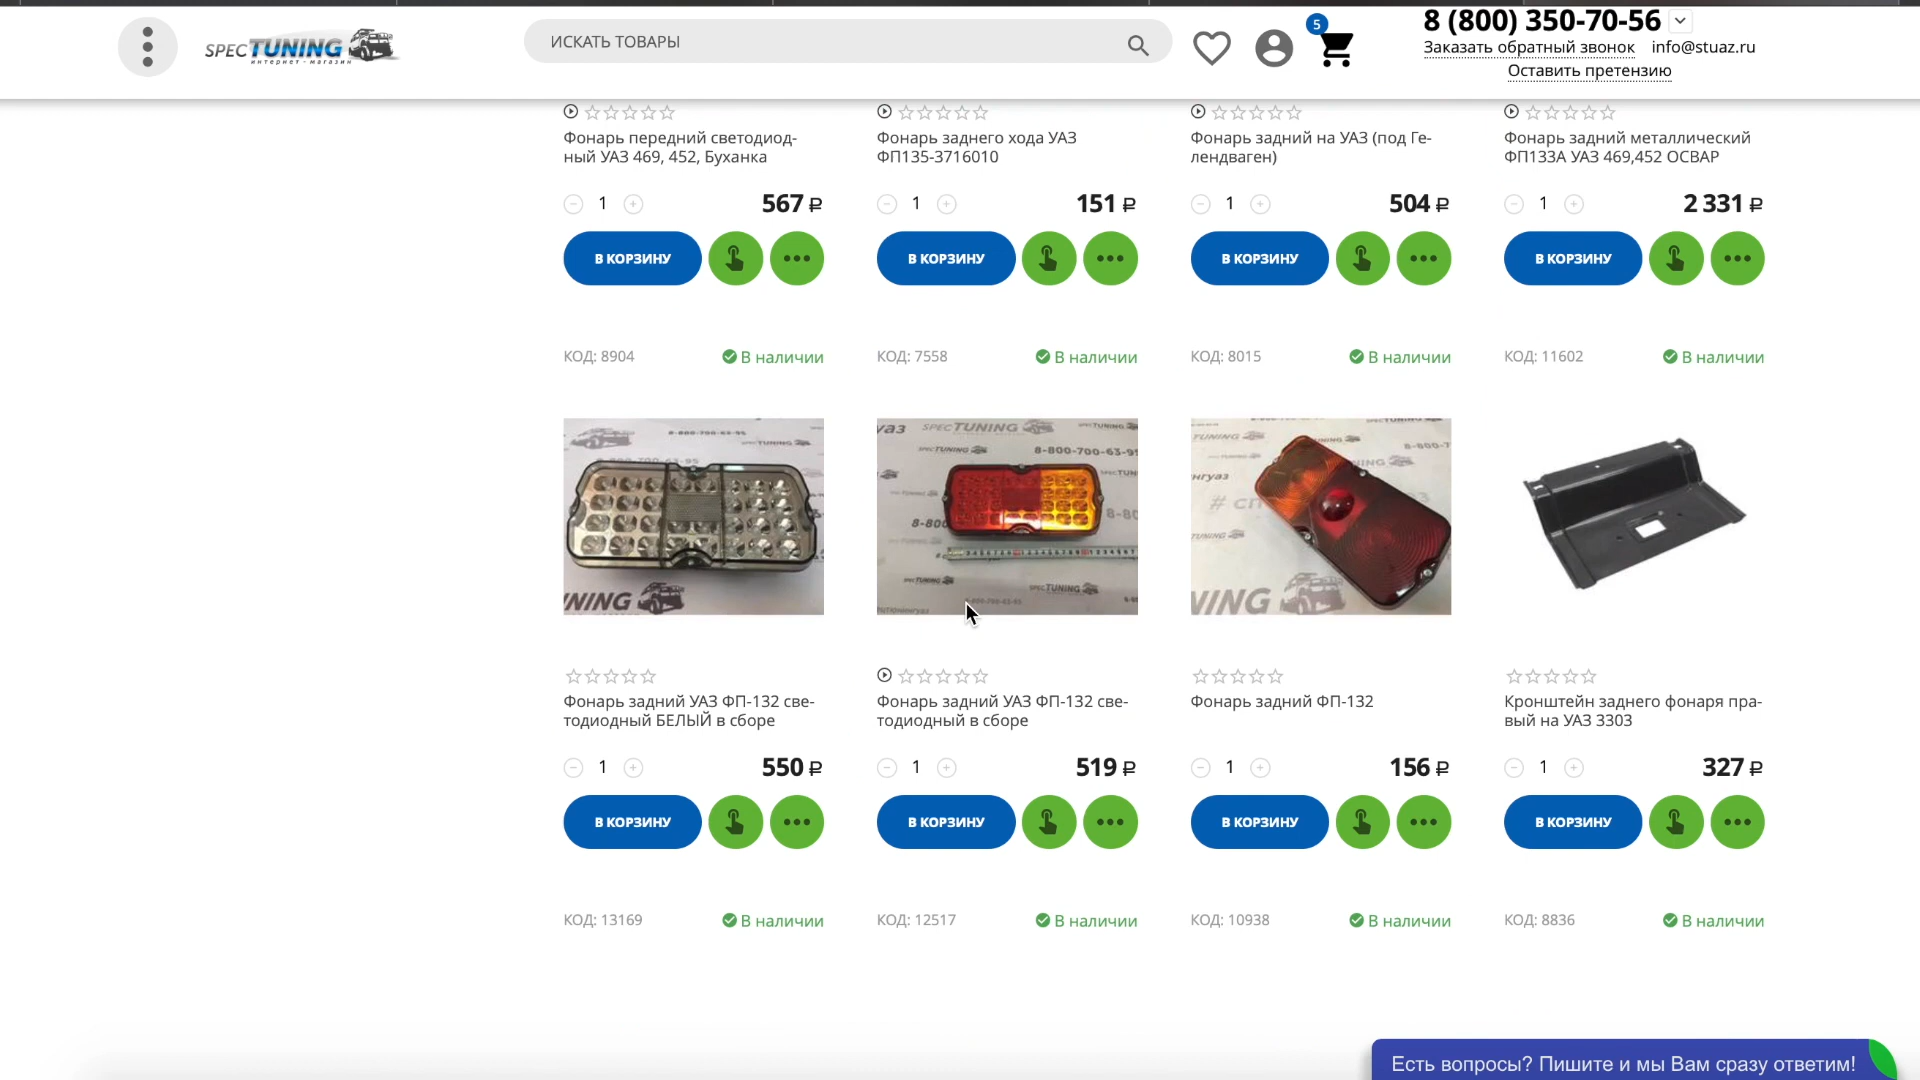 SPECTUNING
интернет - магазин
ИСКАТЬ ТОВАРЫ
5
8 (800) 350-70-56
Заказать обратный звонок info@stuaz.ru
Оставить претензию
Фонарь передний светодиод-
ный УАЗ 469, 452, Буханка
1 567 ₽
В КОРЗИНУ
КОД: 8904 В наличии
Фонарь заднего хода УАЗ
ФП135-3716010
1 151 ₽
В КОРЗИНУ
КОД: 7558 В наличии
Фонарь задний на УАЗ (под Ге-
лендваген)
1 504 ₽
В КОРЗИНУ
КОД: 8015 В наличии
Фонарь задний металлический
ФП133А УАЗ 469,452 ОСВАР
1 2 331 ₽
В КОРЗИНУ
КОД: 11602 В наличии
Фонарь задний УАЗ ФП-132 све-
тодиодный БЕЛЫЙ в сборе
1 550 ₽
В КОРЗИНУ
КОД: 13169 В наличии
Фонарь задний УАЗ ФП-132 све-
тодиодный в сборе
1 519 ₽
В КОРЗИНУ
КОД: 12517 В наличии
Фонарь задний ФП-132
1 156 ₽
В КОРЗИНУ
КОД: 10938 В наличии
Кронштейн заднего фонаря пра-
вый на УАЗ 3303
1 327 ₽
В КОРЗИНУ
КОД: 8836 В наличии
Есть вопросы? Пишите и мы Вам сразу ответим!